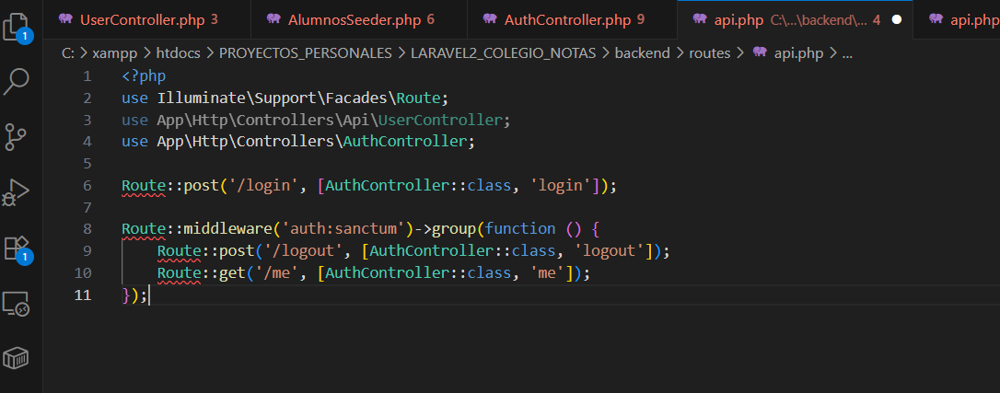 UserController.php 3 AlumnosSeeder.php 6 AuthController.php 9 api.php C:\...\backend\... 4 api.php
C: > xampp > htdocs > PROYECTOS_PERSONALES > LARAVEL2_COLEGIO_NOTAS > backend > routes > api.php > ...
1 <?php
2 use Illuminate\Support\Facades\Route;
3 use App\Http\Controllers\Api\UserController;
4 use App\Http\Controllers\AuthController;
5
6 Route::post('/login', [AuthController::class, 'login']);
7
8 Route::middleware('auth:sanctum')->group(function () {
9     Route::post('/logout', [AuthController::class, 'logout']);
10     Route::get('/me', [AuthController::class, 'me']);
11 });
1
1